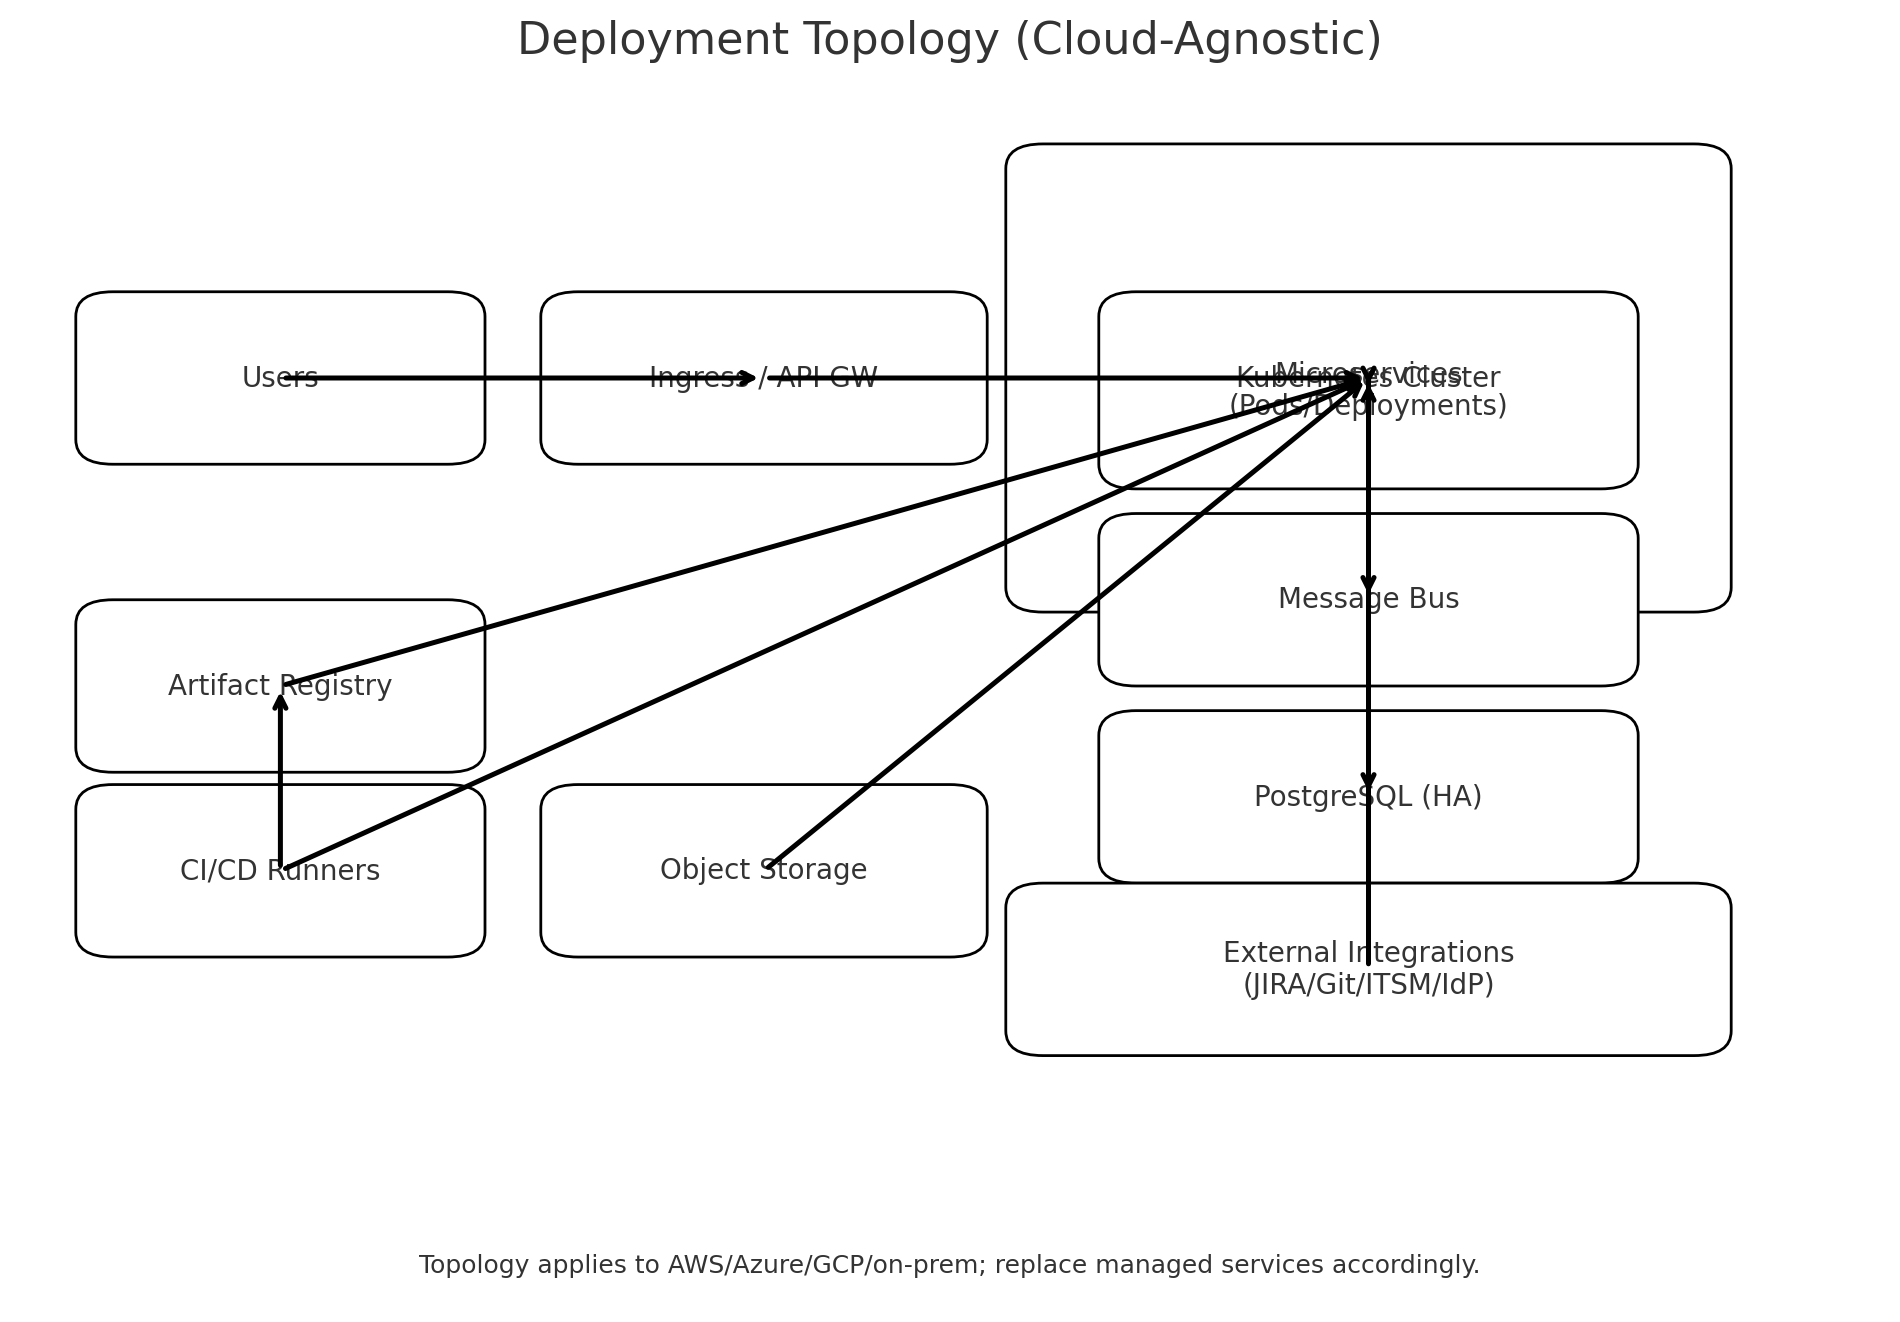 Deployment Topology (Cloud-Agnostic)
Users
Ingress / API GW
Kubernetes Cluster
Microservices
(Pods/Deployments)
Message Bus
Artifact Registry
PostgreSQL (HA)
CI/CD Runners
Object Storage
External Integrations
(JIRA/Git/ITSM/IdP)
Topology applies to AWS/Azure/GCP/on-prem; replace managed services accordingly.